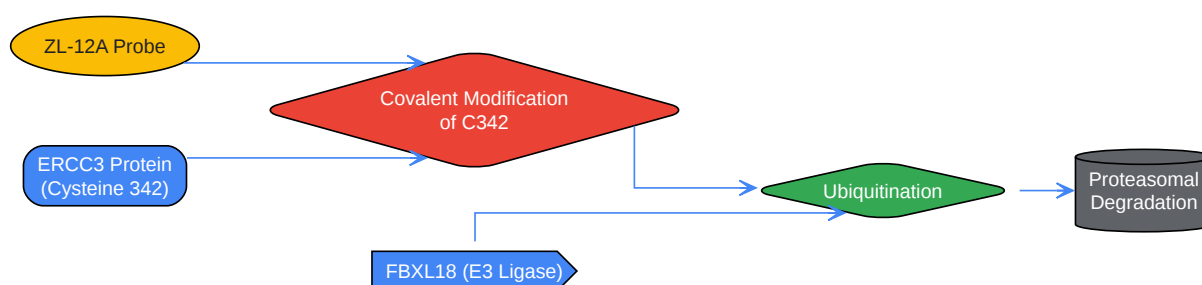 ZL-12A Probe
Covalent Modification
of C342
ERCC3 Protein
(Cysteine 342)
Ubiquitination
Proteasomal
Degradation
FBXL18 (E3 Ligase)